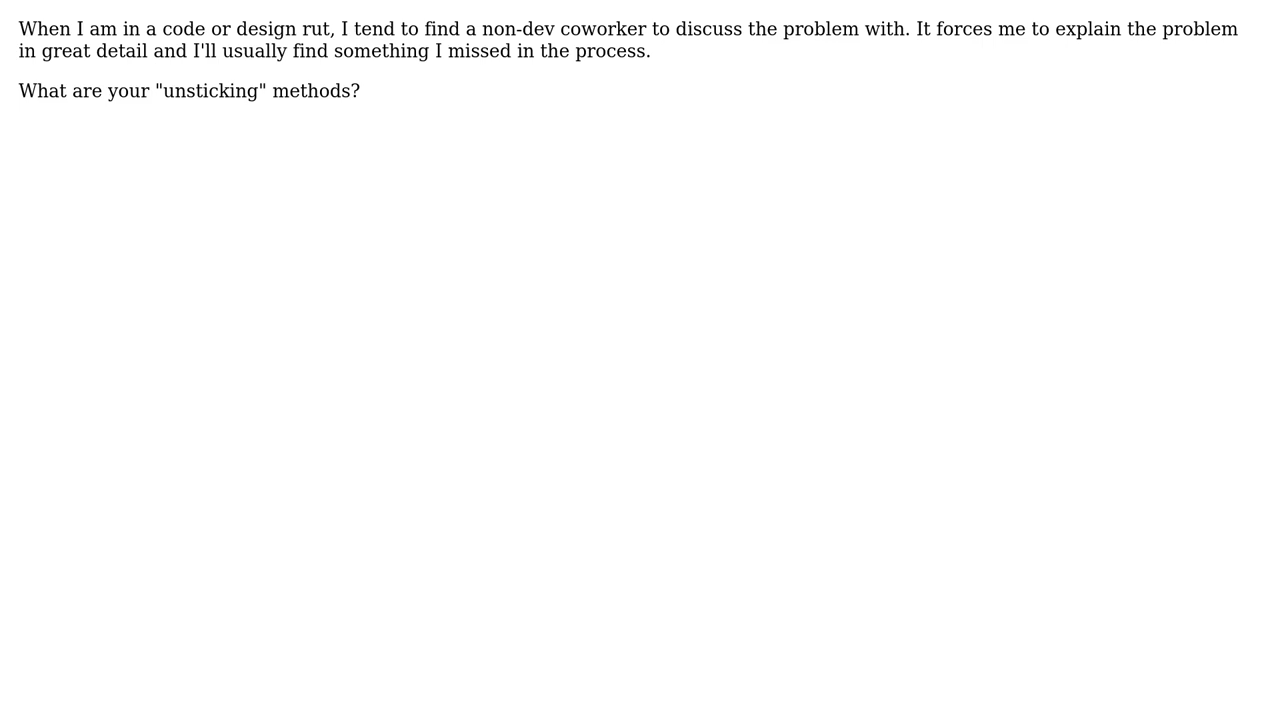 When I am in a code or design rut, I tend to find a non-dev coworker to discuss the problem with. It forces me to explain the problem
in great detail and I'll usually find something I missed in the process.
What are your "unsticking" methods?